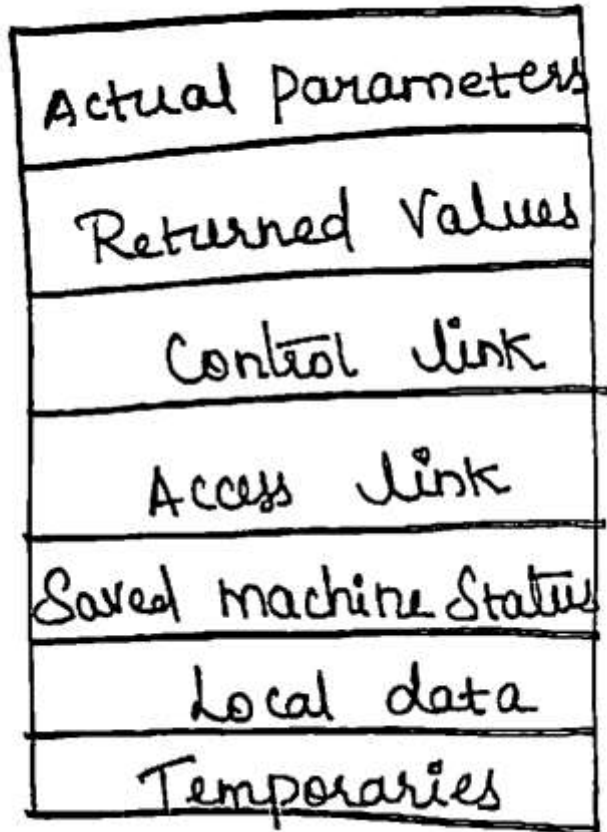 Actual Parameters
Returned Values
Control link
Access link
Saved machine Status
Local data
Temporaries